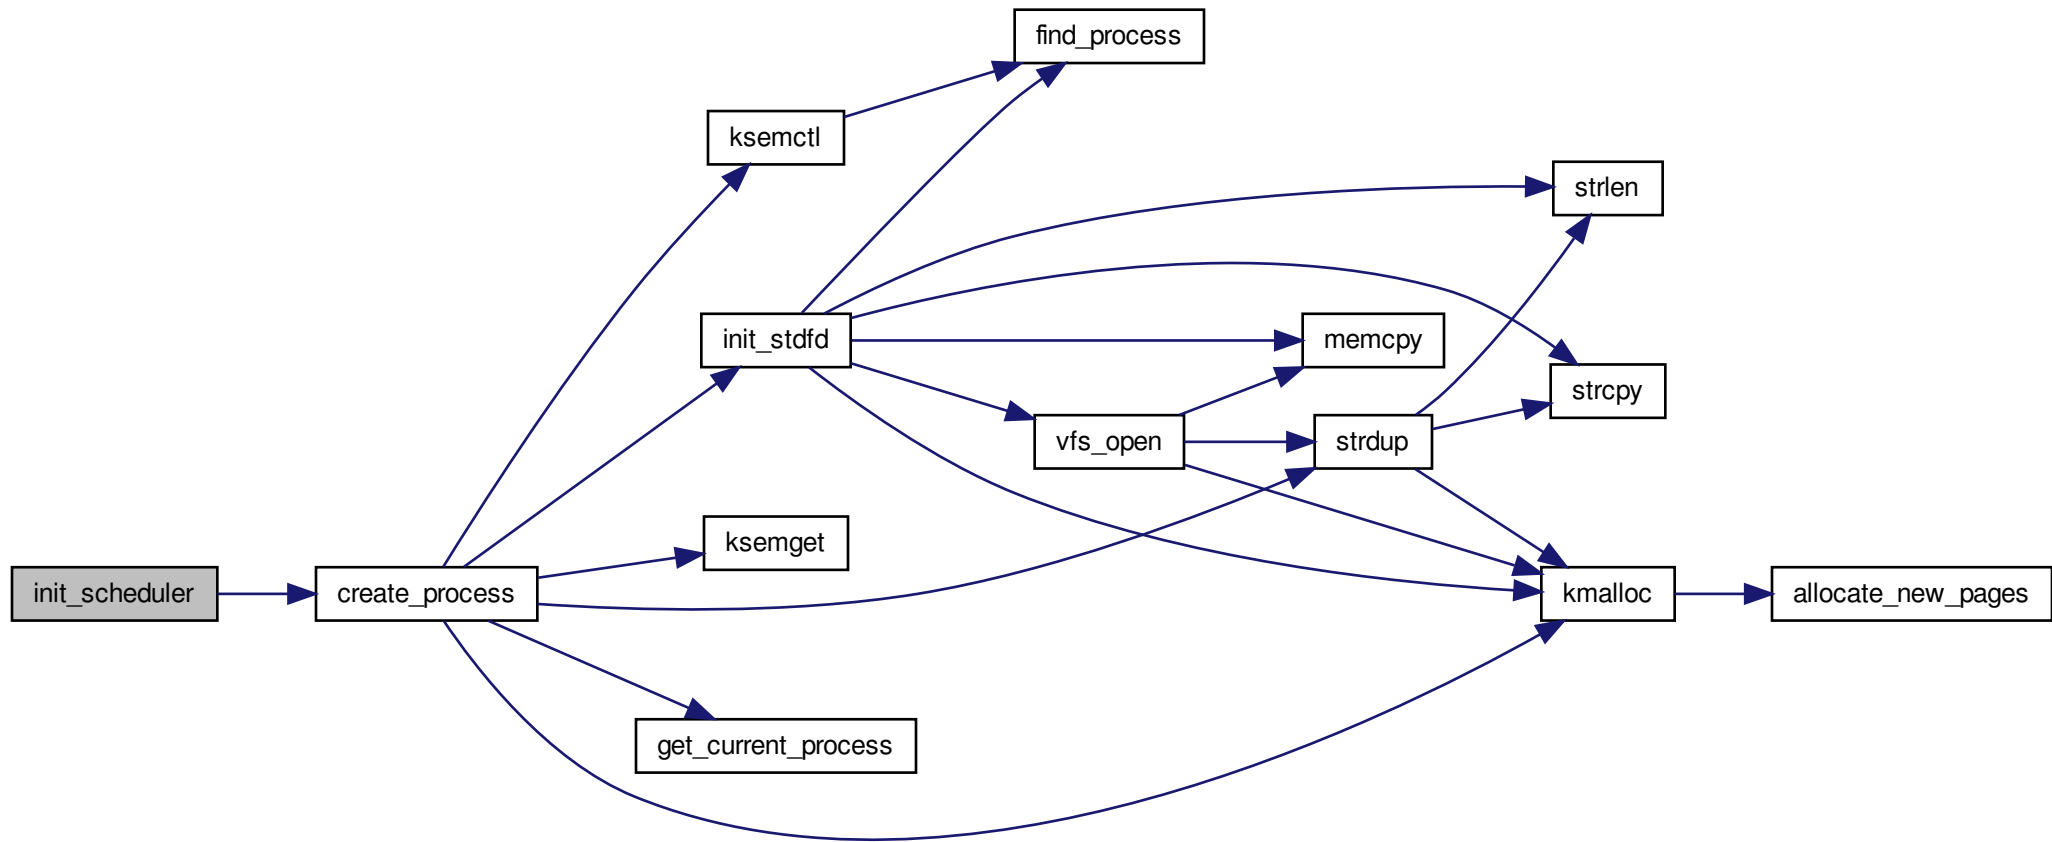 find_process
ksemctl
strlen
init_stdfd
memcpy
strcpy
vfs_open
strdup
ksemget
init_scheduler
create_process
kmalloc
allocate_new_pages
get_current_process